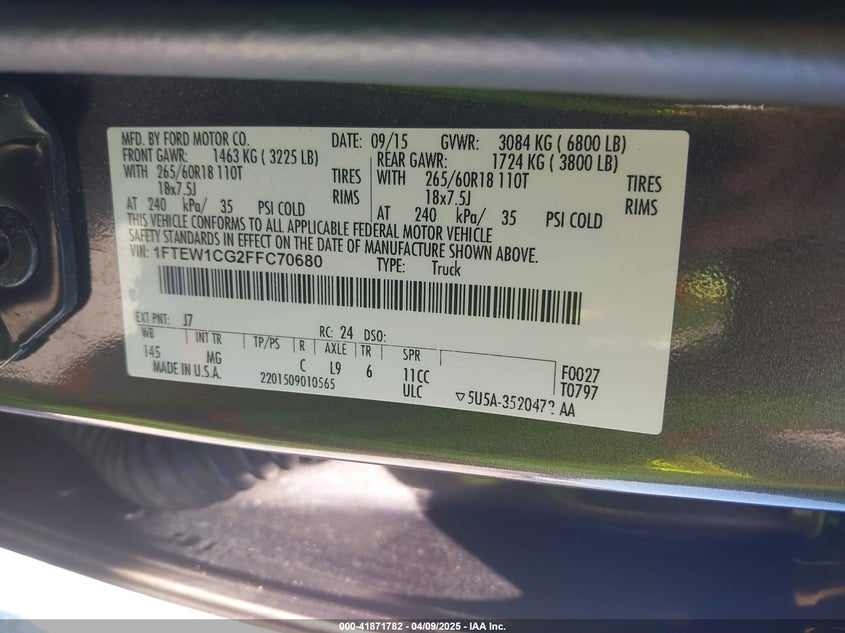 MFD. BY FORD MOTOR CO. DATE: 09/15 GVWR: 3084 KG ( 6800 LB)
FRONT GAWR: 1463 KG ( 3225 LB) REAR GAWR: 1724 KG ( 3800 LB)
WITH 265/60R18 110T TIRES WITH 265/60R18 110T TIRES
18x7.5J RIMS 18x7.5J RIMS
AT 240 kPa/ 35 PSI COLD AT 240 kPa/ 35 PSI COLD
THIS VEHICLE CONFORMS TO ALL APPLICABLE FEDERAL MOTOR VEHICLE
SAFETY STANDARDS IN EFFECT ON THE DATE OF MANUFACTURE SHOWN ABOVE.
VIN: 1FTEW1CG2FFC70680 TYPE: Truck
EXT PNT: J7 RC: 24 DSO:
WB INT TR TP/PS R AXLE TR SPR
145 MG C L9 6 11CC F0027
MADE IN U.S.A. 2201509010565 ULC T0797
▽5U5A-3520472 AA
000-41871782 | 04/09/2025 - IAA Inc.